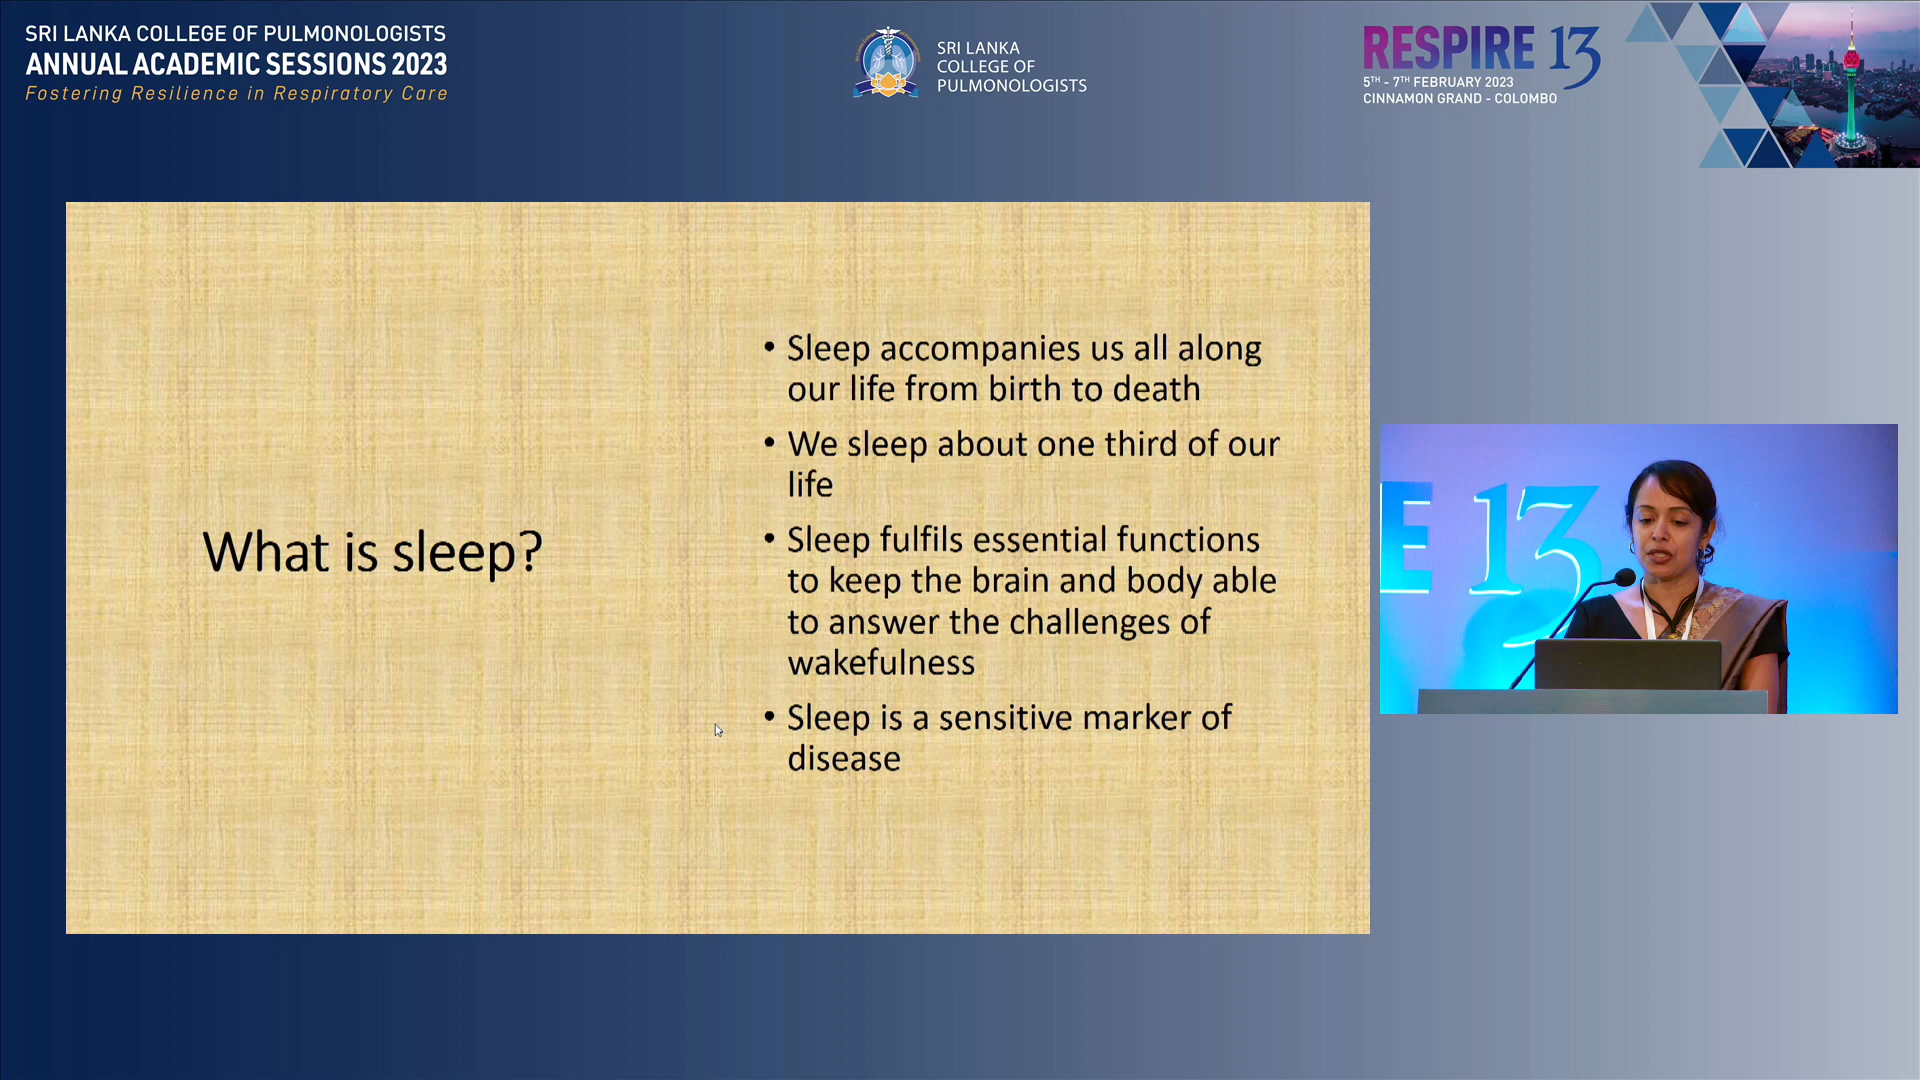 SRI LANKA COLLEGE OF PULMONOLOGISTS
ANNUAL ACADEMIC SESSIONS 2023
Fostering Resilience in Respiratory Care
SRI LANKA
COLLEGE OF
PULMONOLOGISTS
RESPIRE 13
5TH - 7TH FEBRUARY 2023
CINNAMON GRAND - COLOMBO
What is sleep?
• Sleep accompanies us all along
our life from birth to death
• We sleep about one third of our
life
• Sleep fulfils essential functions
to keep the brain and body able
to answer the challenges of
wakefulness
• Sleep is a sensitive marker of
disease
E 13